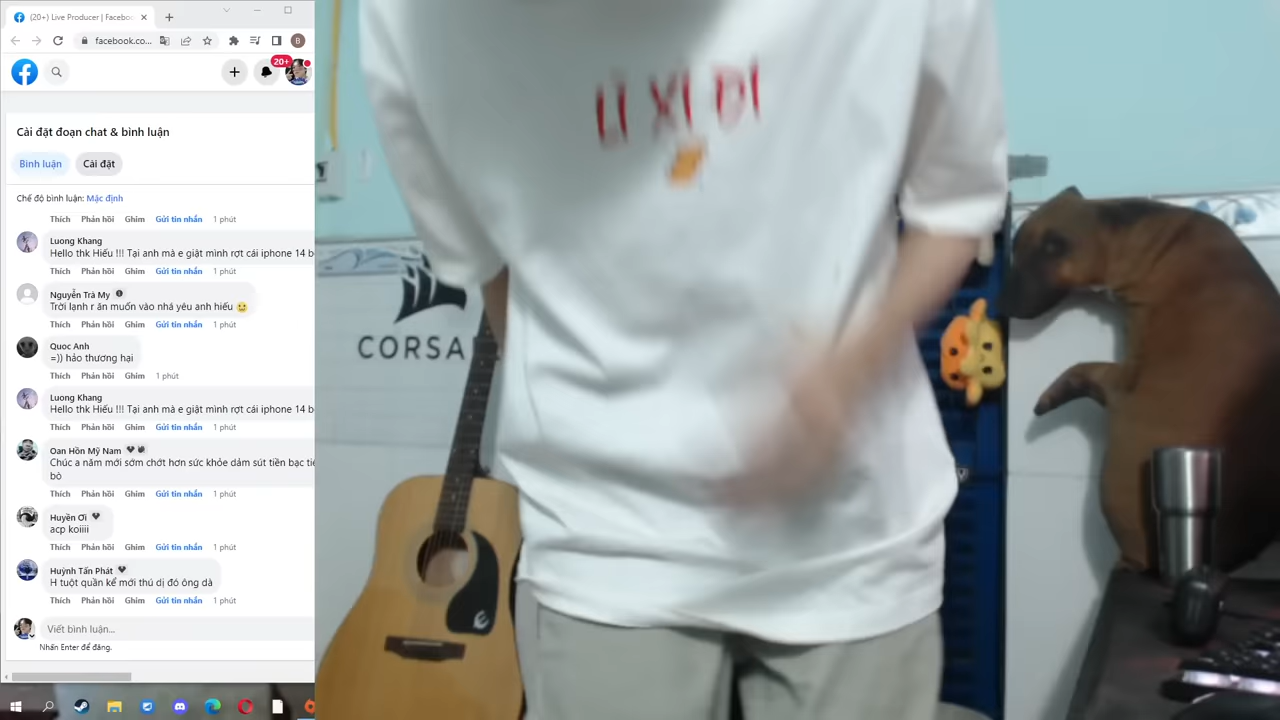 (20+) Live Producer | Facebo
facebook.co...
20+
B
Cài đặt đoạn chat & bình luận
Bình luận
Cài đặt
Chế độ bình luận: Mặc định
Thích Phản hồi Ghim Gửi tin nhắn 1 phút
Luong Khang
Hello thk Hiếu !!! Tại anh mà e giật mình rợt cái iphone 14 b
Thích Phản hồi Ghim Gửi tin nhắn 1 phút
Nguyễn Trà My
Trời lạnh r ăn muốn vào nhá yêu anh hiếu
Thích Phản hồi Ghim Gửi tin nhắn 1 phút
Quoc Anh
=)) hảo thương hại
Thích Phản hồi Ghim 1 phút
Luong Khang
Hello thk Hiếu !!! Tại anh mà e giật mình rợt cái iphone 14 b
Thích Phản hồi Ghim Gửi tin nhắn 1 phút
Oan Hồn Mỹ Nam
Chúc a năm mới sớm chớt hơn sức khỏe dảm sút tiền bạc tiê
bò
Thích Phản hồi Ghim Gửi tin nhắn 1 phút
Huyền Ơi
acp koiiii
Thích Phản hồi Ghim Gửi tin nhắn 1 phút
Huỳnh Tấn Phát
H tuột quần kể mới thú dị đó ông dà
Thích Phản hồi Ghim Gửi tin nhắn 1 phút
Viết bình luận...
Nhấn Enter để đăng.
LÌ XÌ ĐI
CORSA